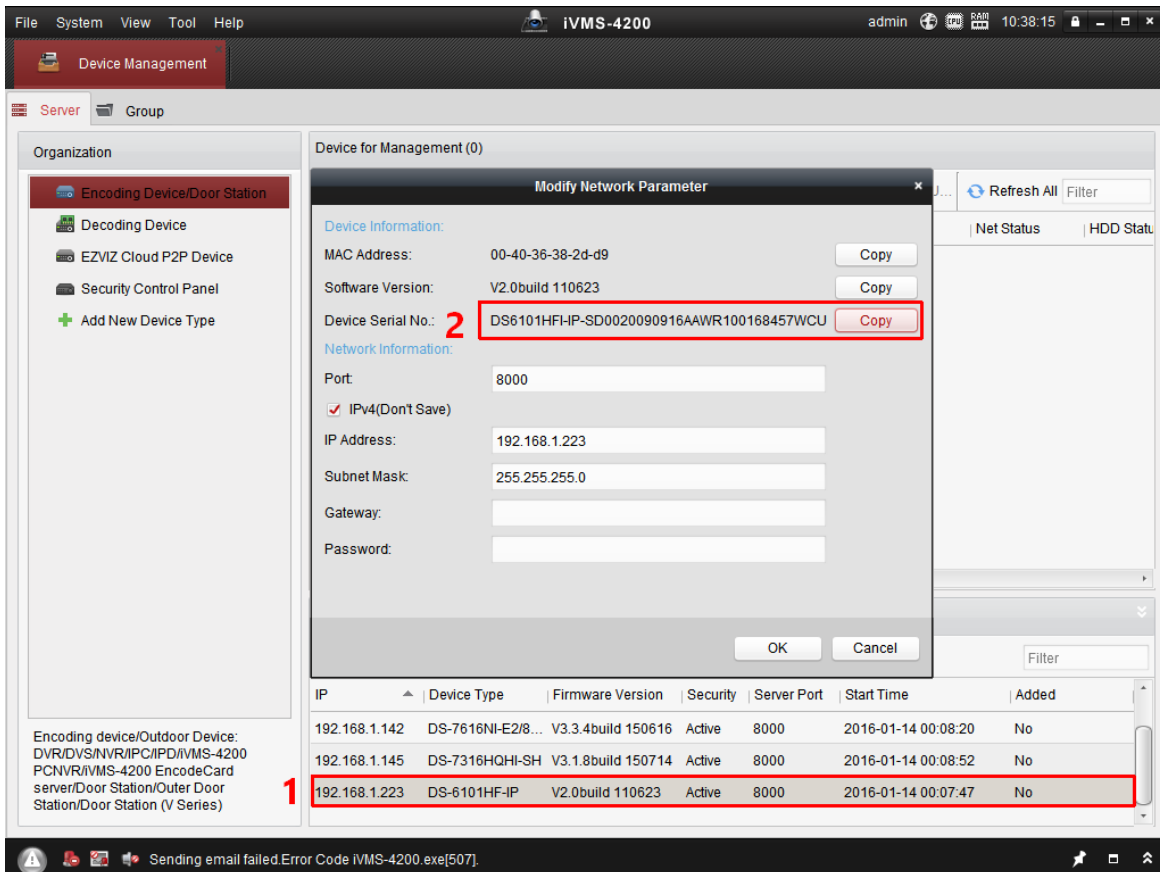 File System View Tool Help iVMS-4200 admin CPU RAM 10:38:15
Device Management
Server Group
Organization
Encoding Device/Door Station
Decoding Device
EZVIZ Cloud P2P Device
Security Control Panel
Add New Device Type
Encoding device/Outdoor Device:
DVR/DVS/NVR/IPC/IPD/iVMS-4200
PCNVR/iVMS-4200 EncodeCard
server/Door Station/Outer Door
Station/Door Station (V Series)
Device for Management (0)
Refresh All Filter
Net Status HDD Statu
Modify Network Parameter
Device Information:
MAC Address: 00-40-36-38-2d-d9 Copy
Software Version: V2.0build 110623 Copy
Device Serial No.: 2 DS6101HFI-IP-SD0020090916AAWR100168457WCU Copy
Network Information:
Port: 8000
IPv4(Don't Save)
IP Address: 192.168.1.223
Subnet Mask: 255.255.255.0
Gateway:
Password:
OK Cancel
Filter
IP Device Type Firmware Version Security Server Port Start Time Added
192.168.1.142 DS-7616NI-E2/8... V3.3.4build 150616 Active 8000 2016-01-14 00:08:20 No
192.168.1.145 DS-7316HQHI-SH V3.1.8build 150714 Active 8000 2016-01-14 00:08:52 No
1 192.168.1.223 DS-6101HF-IP V2.0build 110623 Active 8000 2016-01-14 00:07:47 No
Sending email failed.Error Code iVMS-4200.exe[507].